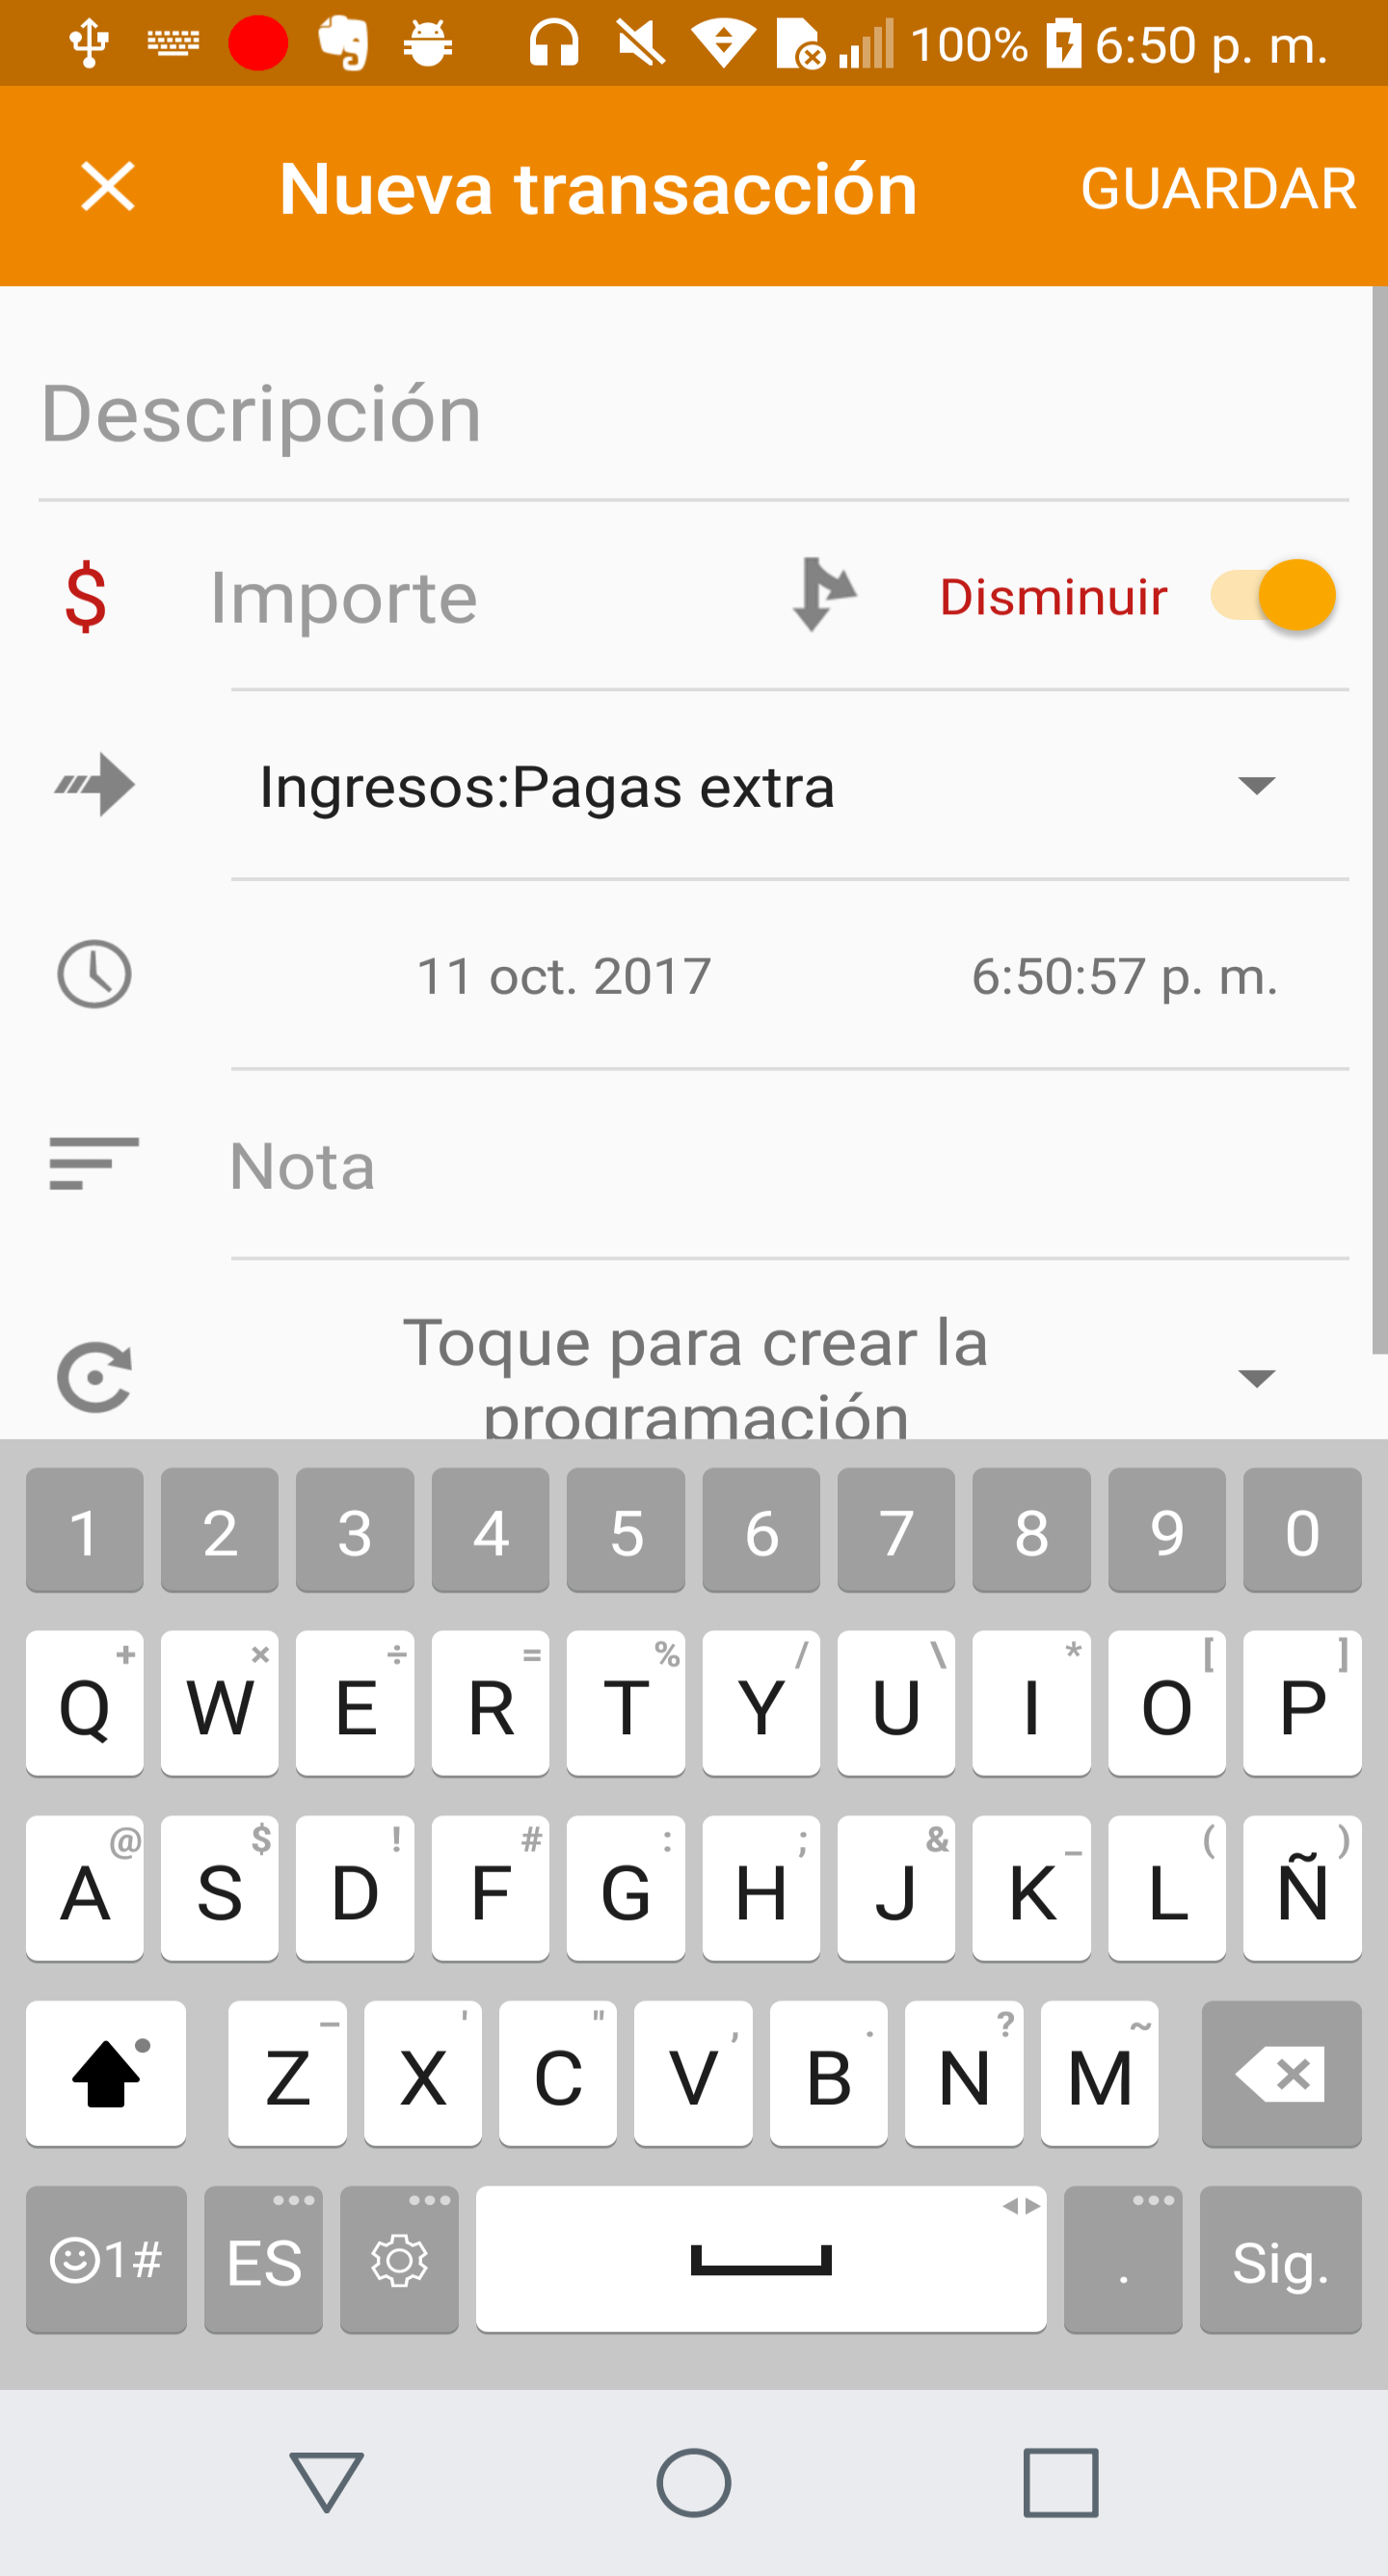 100% 6:50 p. m.
Nueva transacción GUARDAR
Descripción
$ Importe Disminuir
Ingresos:Pagas extra
11 oct. 2017 6:50:57 p. m.
Nota
Toque para crear la
programación
1 2 3 4 5 6 7 8 9 0
+ × ÷ = % / \ * [ ]
Q W E R T Y U I O P
@ $ ! # : ; & _ ( )
A S D F G H J K L Ñ
– ' " , . ? ~
Z X C V B N M
1# ES . Sig.